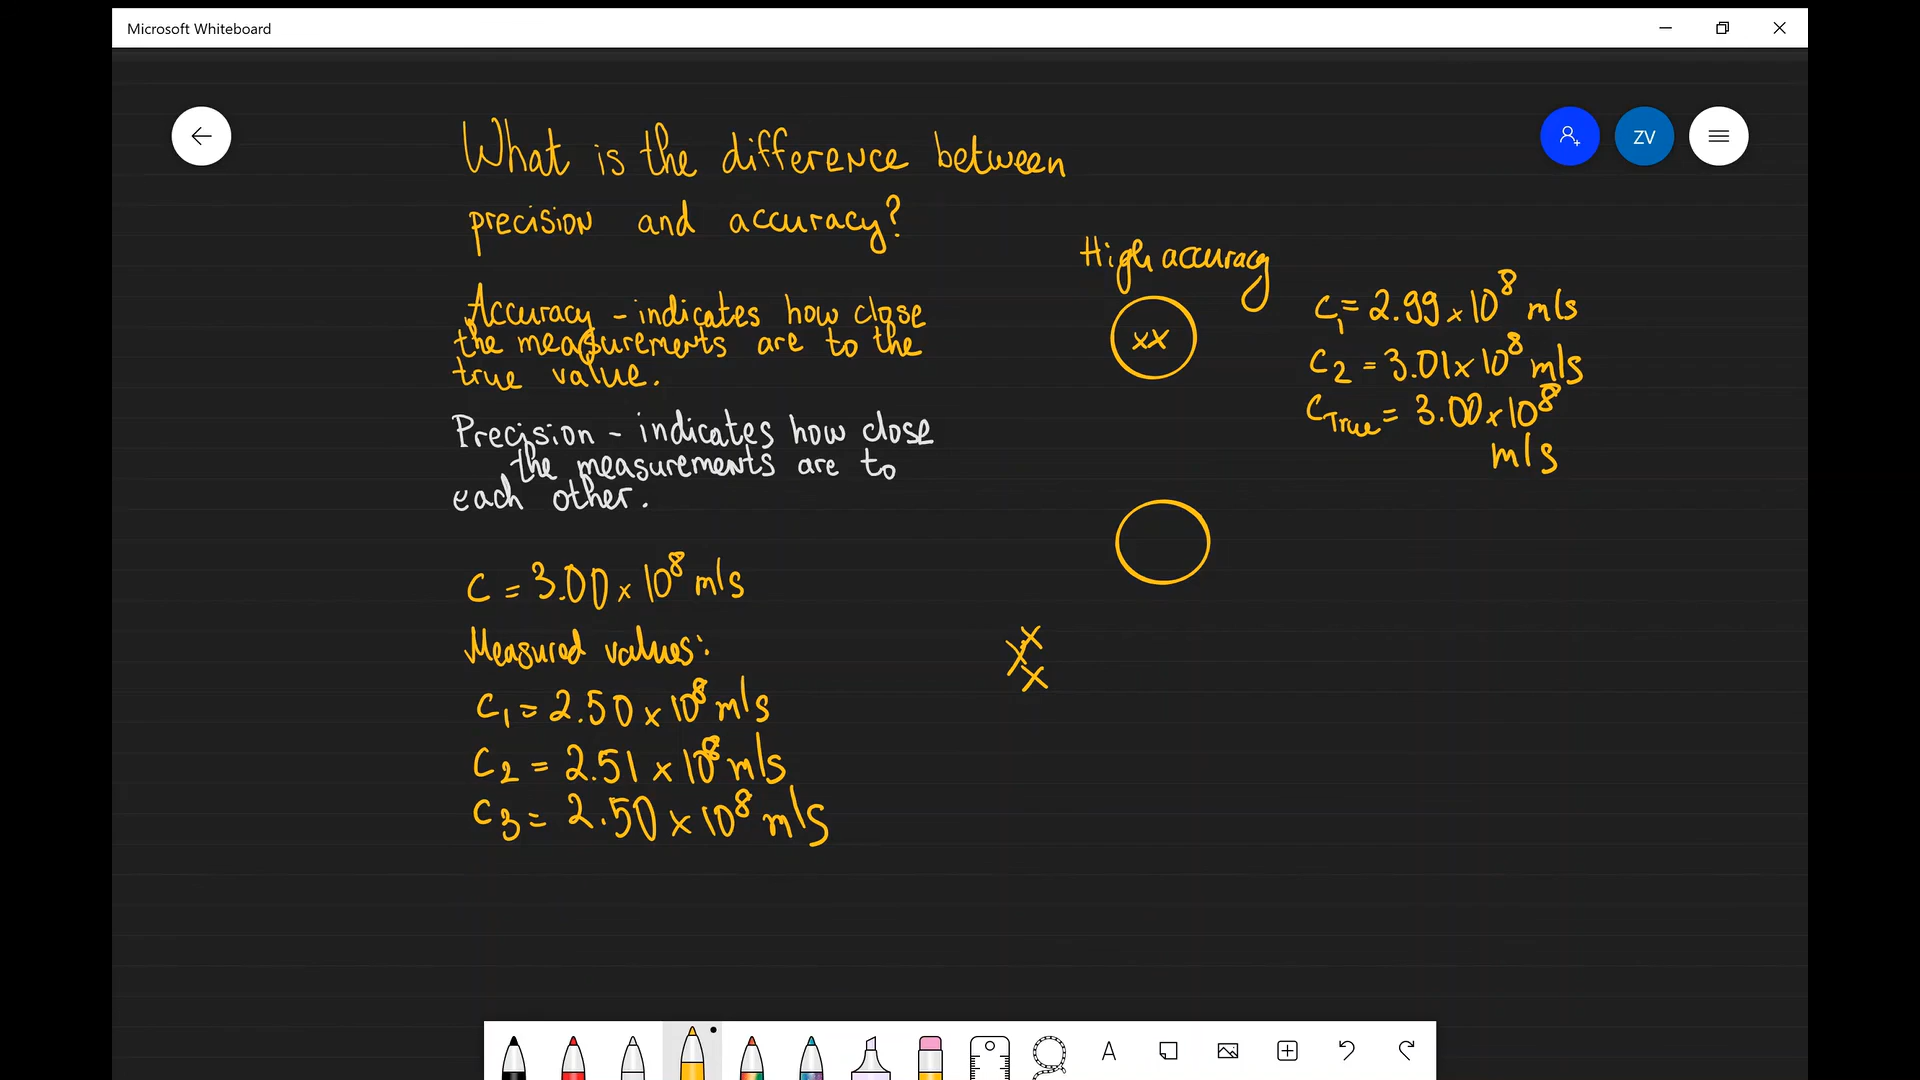 Microsoft Whiteboard
ZV
What is the difference between
precision and accuracy?
Accuracy - indicates how close
the measurements are to the
true value.
Precision - indicates how close
the measurements are to
each other.
C = 3.00 x 10⁸ m/s
Measured values:
C₁ = 2.50 x 10⁸ m/s
C₂ = 2.51 x 10⁸ m/s
C₃ = 2.50 x 10⁸ m/s
High accuracy
xx
C₁ = 2.99 x 10⁸ m/s
C₂ = 3.01 x 10⁸ m/s
C_True = 3.00 x 10⁸
m/s
x
x
x
A